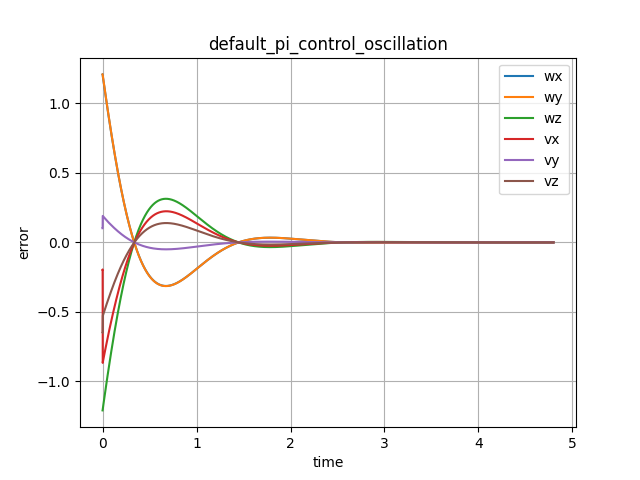 default_pi_control_oscillation
error
1.0
0.5
0.0
−0.5
−1.0
wx
wy
wz
vx
vy
vz
0
1
2
3
4
5
time